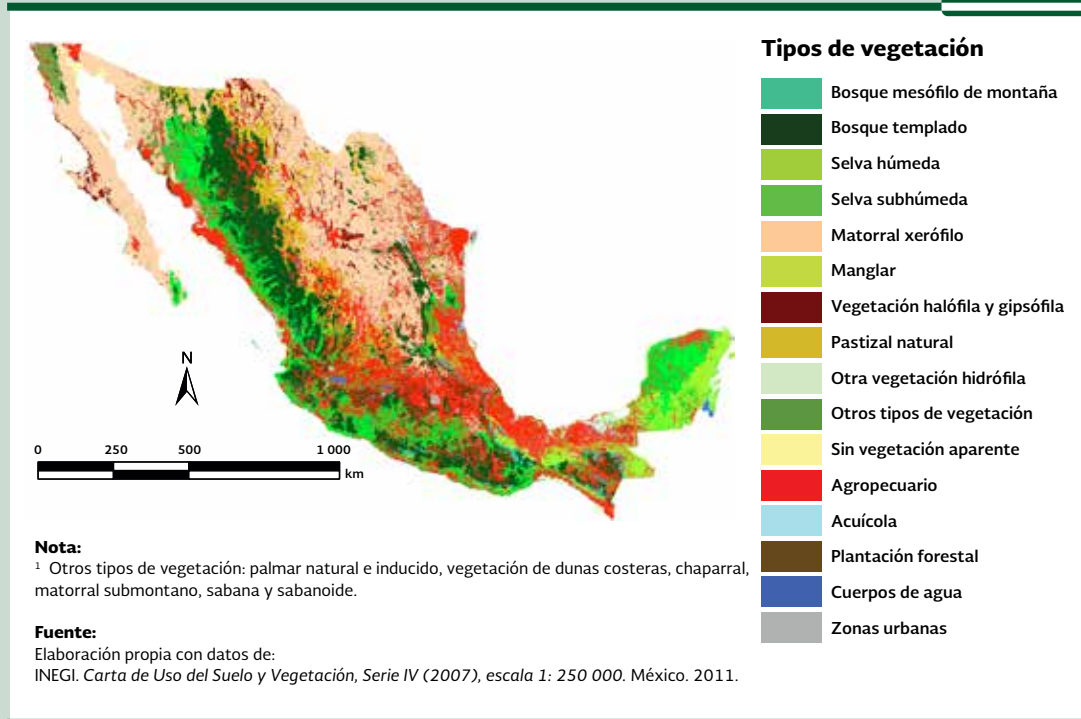 Tipos de vegetación
Bosque mesófilo de montaña
Bosque templado
Selva húmeda
Selva subhúmeda
Matorral xerófilo
Manglar
Vegetación halófila y gipsófila
Pastizal natural
Otra vegetación hidrófila
Otros tipos de vegetación
Sin vegetación aparente
Agropecuario
Acuícola
Plantación forestal
Cuerpos de agua
Zonas urbanas
N
0 250 500 1 000
km
Nota:
¹ Otros tipos de vegetación: palmar natural e inducido, vegetación de dunas costeras, chaparral,
matorral submontano, sabana y sabanoide.
Fuente:
Elaboración propia con datos de:
INEGI. Carta de Uso del Suelo y Vegetación, Serie IV (2007), escala 1: 250 000. México. 2011.